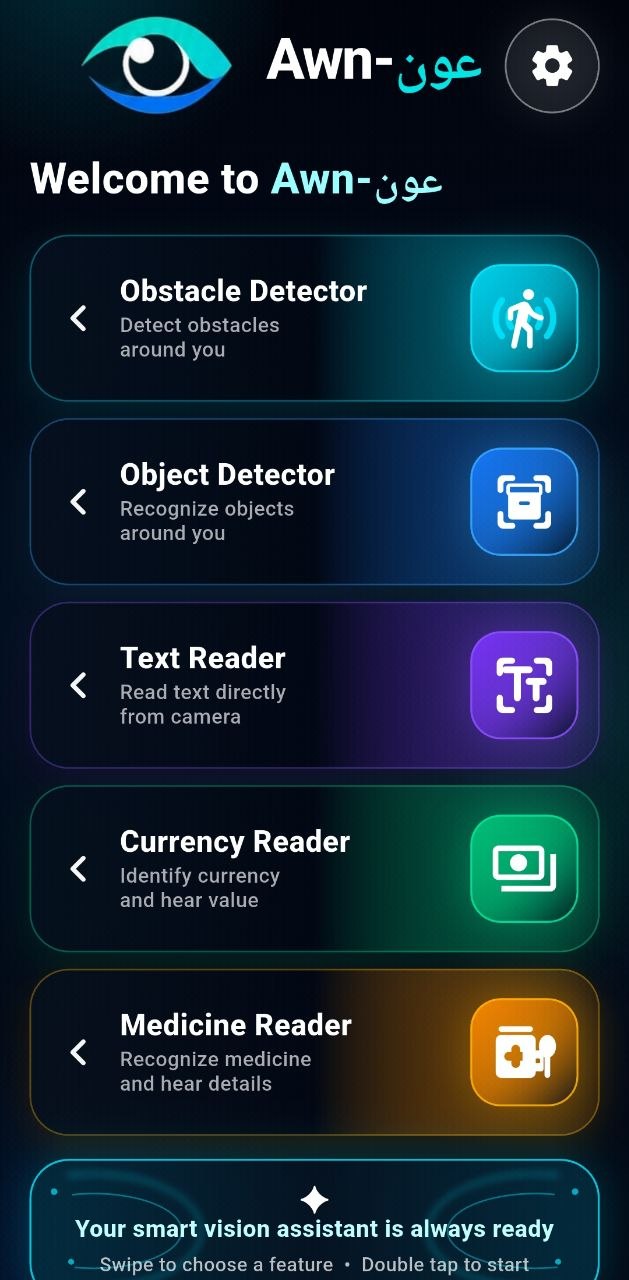 Awn-عون
Welcome to Awn-عون
Obstacle Detector
Detect obstacles
around you
Object Detector
Recognize objects
around you
Text Reader
Read text directly
from camera
Tт
Currency Reader
Identify currency
and hear value
Medicine Reader
Recognize medicine
and hear details
Your smart vision assistant is always ready
Swipe to choose a feature • Double tap to start